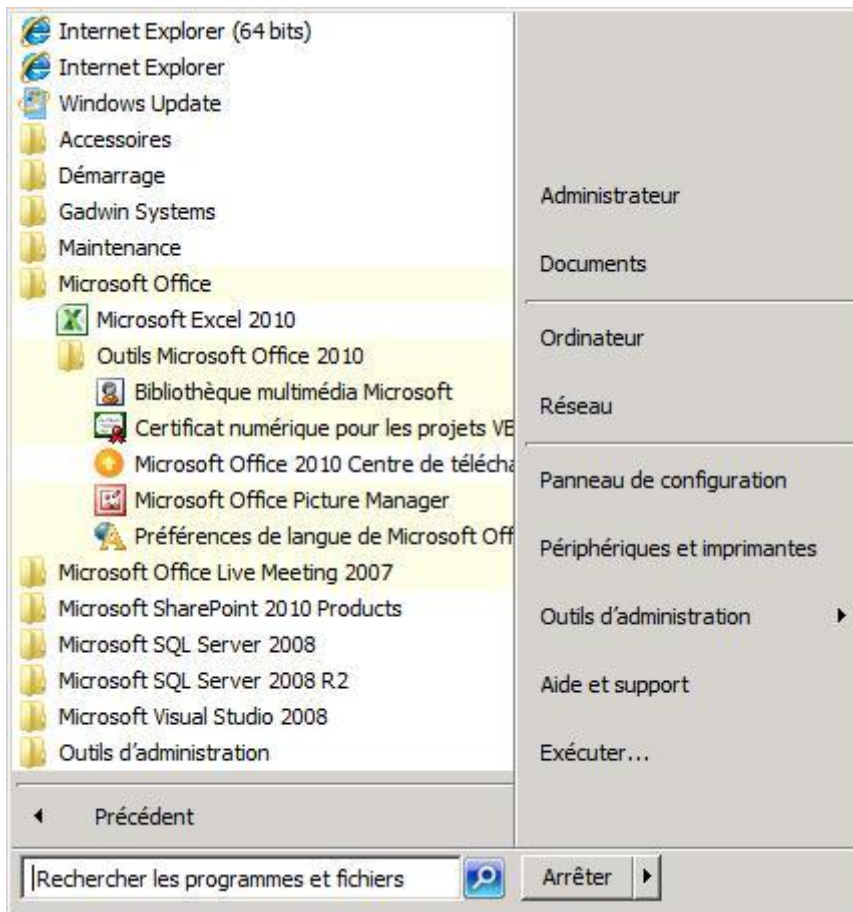 Internet Explorer (64 bits)
Internet Explorer
Windows Update
Accessoires
Démarrage
Gadwin Systems
Maintenance
Microsoft Office
Microsoft Excel 2010
Outils Microsoft Office 2010
Bibliothèque multimédia Microsoft
Certificat numérique pour les projets VB
Microsoft Office 2010 Centre de télécha
Microsoft Office Picture Manager
Préférences de langue de Microsoft Off
Microsoft Office Live Meeting 2007
Microsoft SharePoint 2010 Products
Microsoft SQL Server 2008
Microsoft SQL Server 2008 R2
Microsoft Visual Studio 2008
Outils d'administration
Précédent
Rechercher les programmes et fichiers
Administrateur
Documents
Ordinateur
Réseau
Panneau de configuration
Périphériques et imprimantes
Outils d'administration
Aide et support
Exécuter...
Arrêter